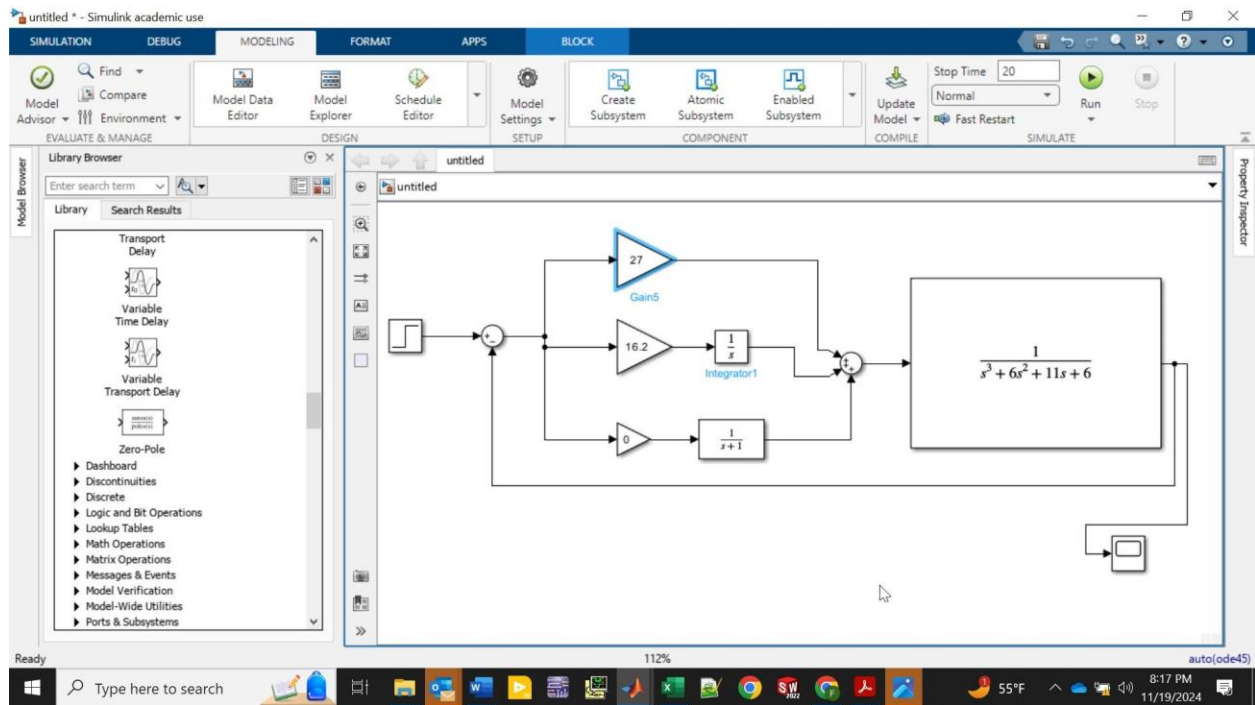 untitled * - Simulink academic use
SIMULATION DEBUG MODELING FORMAT APPS BLOCK
Model Advisor
Find
Compare
Environment
EVALUATE & MANAGE
Model Data Editor
Model Explorer
Schedule Editor
DESIGN
Model Settings
SETUP
Create Subsystem
Atomic Subsystem
Enabled Subsystem
COMPONENT
Update Model
COMPILE
Stop Time 20
Normal
Fast Restart
Run
Stop
SIMULATE
Model Browser
Library Browser
Enter search term
Library Search Results
Transport
Delay
Variable
Time Delay
Variable
Transport Delay
Zero-Pole
Dashboard
Discontinuities
Discrete
Logic and Bit Operations
Lookup Tables
Math Operations
Matrix Operations
Messages & Events
Model Verification
Model-Wide Utilities
Ports & Subsystems
untitled
untitled
27
Gain5
16.2
1
s
Integrator1
0
1
s+1
1
s³ + 6s² + 11s + 6
Property Inspector
Ready 112% auto(ode45)
Type here to search
55°F
8:17 PM
11/19/2024